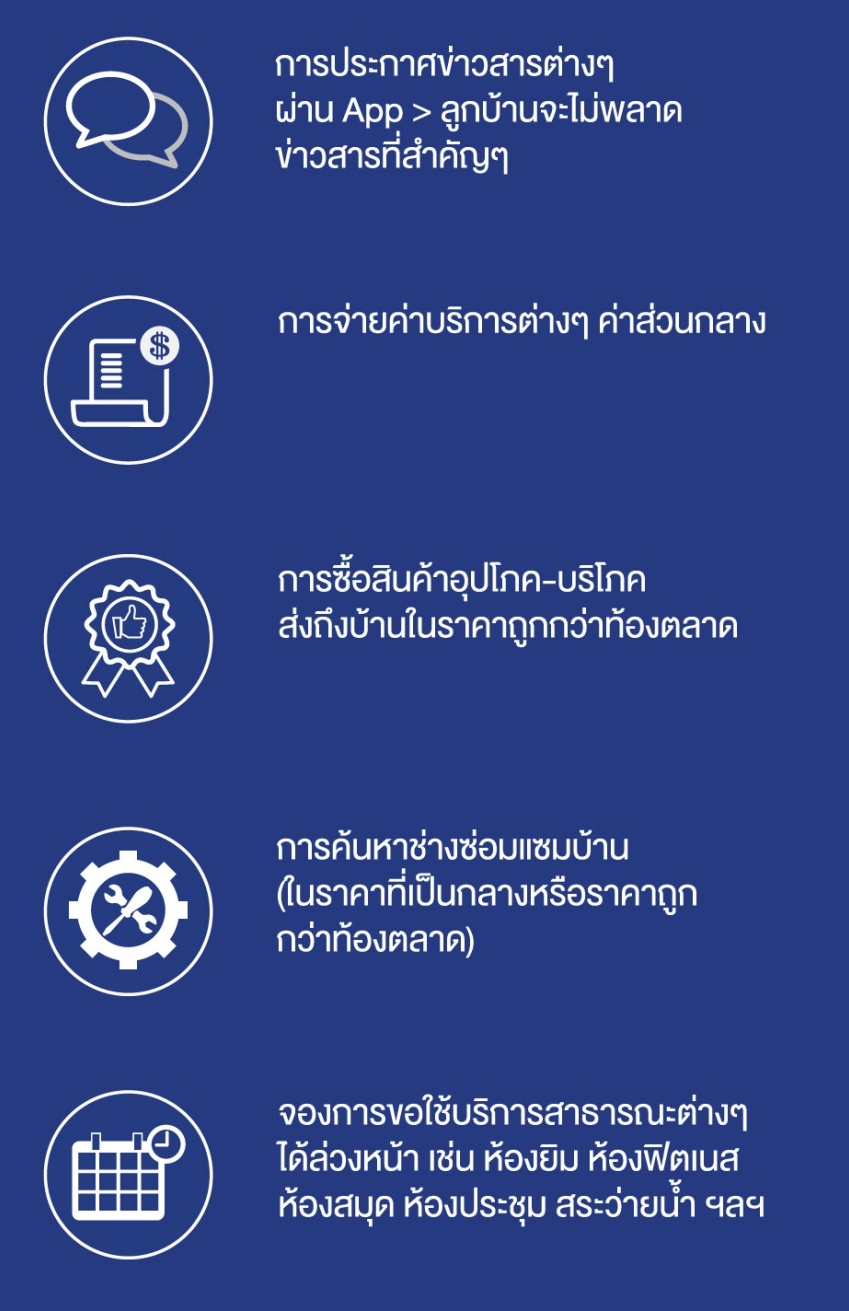 การประกาศข่าวสารต่างๆ
ผ่าน App > ลูกบ้านจะไม่พลาด
ข่าวสารที่สำคัญๆ
$
การจ่ายค่าบริการต่างๆ ค่าส่วนกลาง
การซื้อสินค้าอุปโภค-บริโภค
ส่งถึงบ้านในราคาถูกกว่าท้องตลาด
การค้นหาช่างซ่อมแซมบ้าน
(ในราคาที่เป็นกลางหรือราคาถูก
กว่าท้องตลาด)
จองการขอใช้บริการสาธารณะต่างๆ
ได้ล่วงหน้า เช่น ห้องยิม ห้องฟิตเนส
ห้องสมุด ห้องประชุม สระว่ายน้ำ ฯลฯ